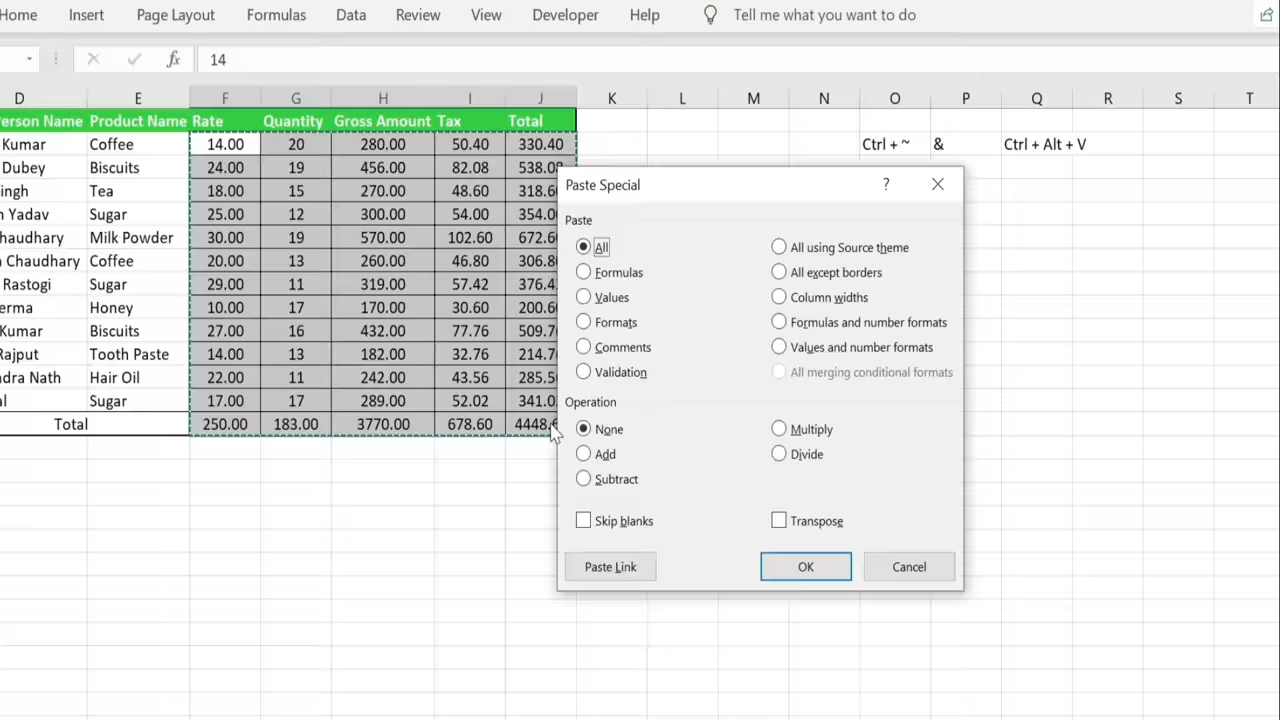 Home Insert Page Layout Formulas Data Review View Developer Help Tell me what you want to do
fx 14
D E F G H I J K L M N O P Q R S T
erson Name Product Name Rate Quantity Gross Amount Tax Total
Kumar Coffee 14.00 20 280.00 50.40 330.40 Ctrl + ~ & Ctrl + Alt + V
Dubey Biscuits 24.00 19 456.00 82.08 538.08
ingh Tea 18.00 15 270.00 48.60 318.6
n Yadav Sugar 25.00 12 300.00 54.00 354.0
haudhary Milk Powder 30.00 19 570.00 102.60 672.6
Chaudhary Coffee 20.00 13 260.00 46.80 306.8
Rastogi Sugar 29.00 11 319.00 57.42 376.4
erma Honey 10.00 17 170.00 30.60 200.6
Kumar Biscuits 27.00 16 432.00 77.76 509.7
Rajput Tooth Paste 14.00 13 182.00 32.76 214.7
dra Nath Hair Oil 22.00 11 242.00 43.56 285.5
al Sugar 17.00 17 289.00 52.02 341.0
Total 250.00 183.00 3770.00 678.60 4448.
Paste Special ?
Paste
All All using Source theme
Formulas All except borders
Values Column widths
Formats Formulas and number formats
Comments Values and number formats
Validation All merging conditional formats
Operation
None Multiply
Add Divide
Subtract
Skip blanks Transpose
Paste Link OK Cancel